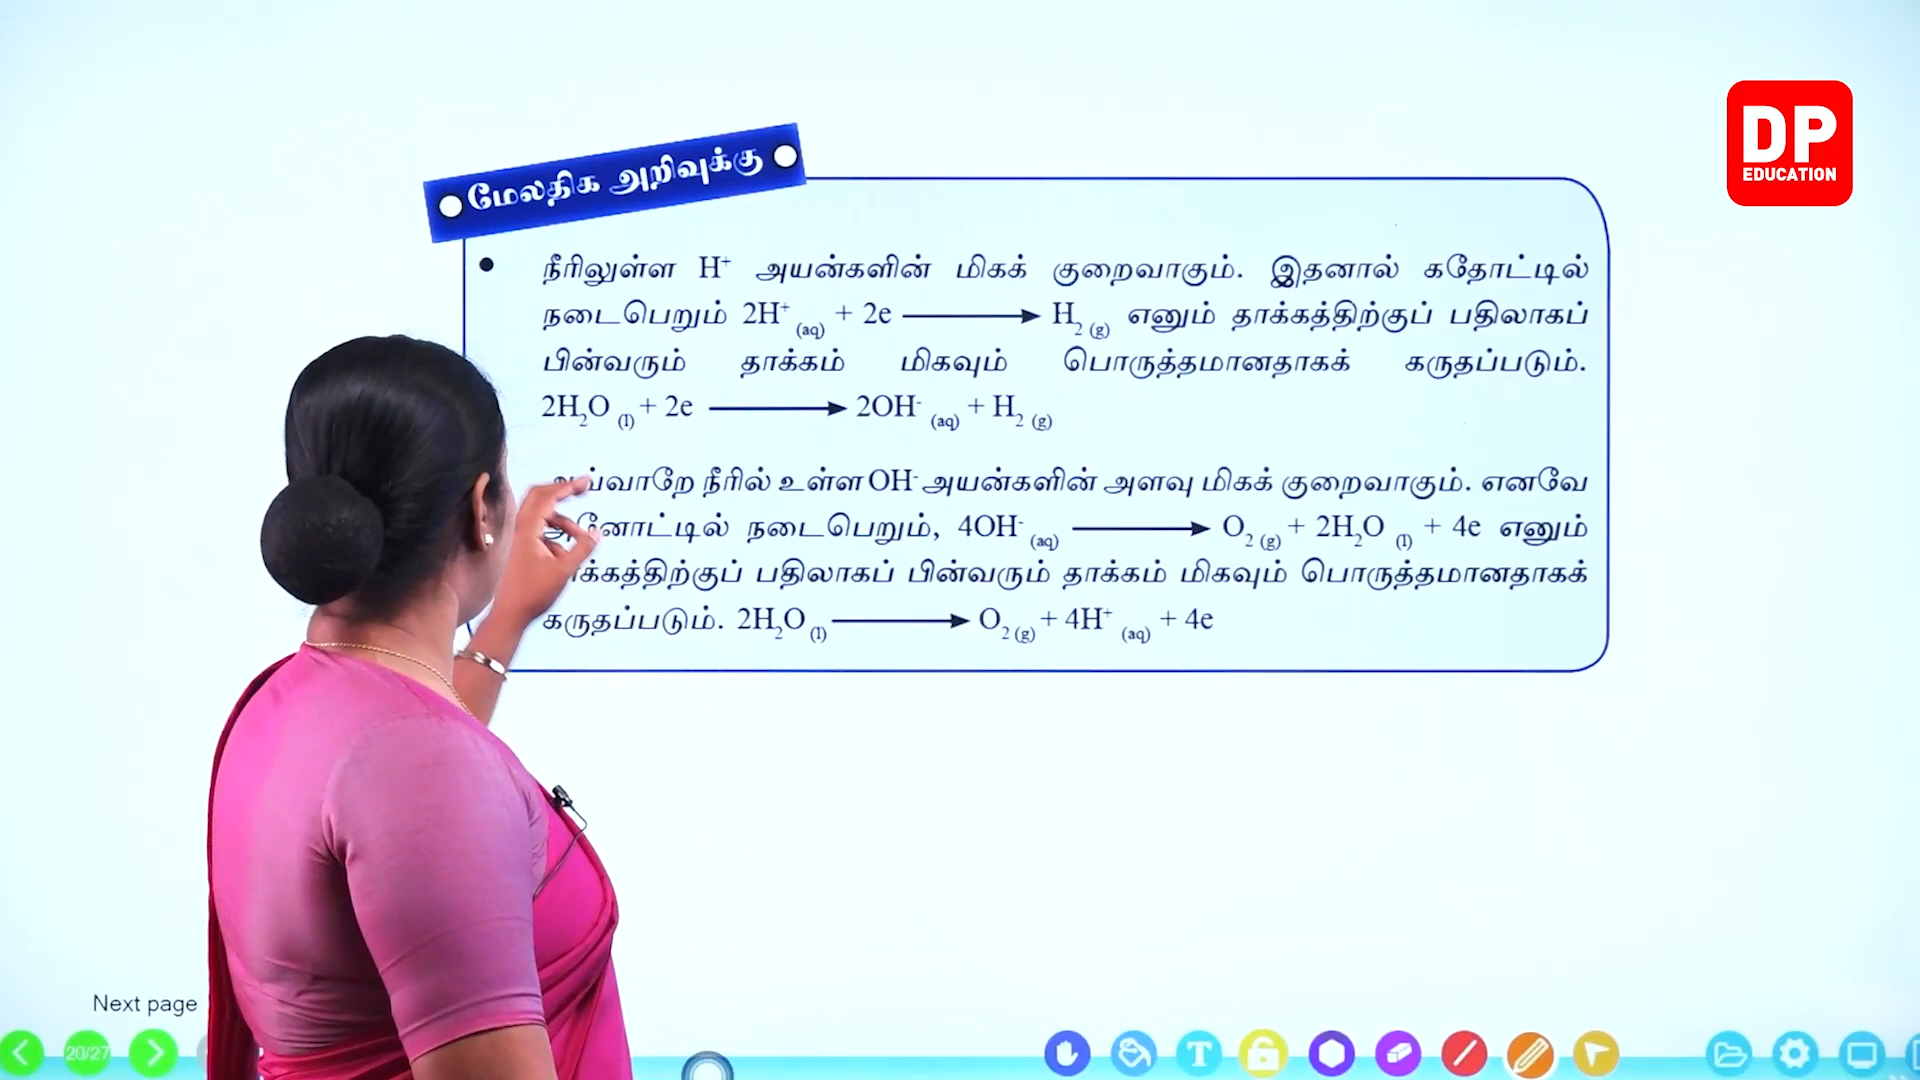 DP
EDUCATION
மேலதிக அறிவுக்கு
நீரிலுள்ள H⁺ அயன்களின் மிகக் குறைவாகும். இதனால் கதோட்டில்
நடைபெறும் 2H⁺ (aq) + 2e ⟶ H₂ (g) எனும் தாக்கத்திற்குப் பதிலாகப்
பின்வரும் தாக்கம் மிகவும் பொருத்தமானதாகக் கருதப்படும்.
2H₂O (l) + 2e ⟶ 2OH⁻ (aq) + H₂ (g)
நீரில் உள்ள OH⁻ அயன்களின் அளவு மிகக் குறைவாகும். எனவே
நடைபெறும், 4OH⁻ (aq) ⟶ O₂ (g) + 2H₂O (l) + 4e எனும்
பதிலாகப் பின்வரும் தாக்கம் மிகவும் பொருத்தமானதாகக்
கருதப்படும். 2H₂O (l) ⟶ O₂ (g) + 4H⁺ (aq) + 4e
Next page
20/27
T